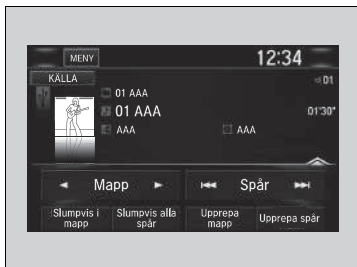 MENY
12:34
KÄLLA
01
01 AAA
01 AAA
01'30"
AAA
AAA
Mapp
Spår
Slumpvis i
mapp
Slumpvis alla
spår
Upprepa
mapp
Upprepa spår